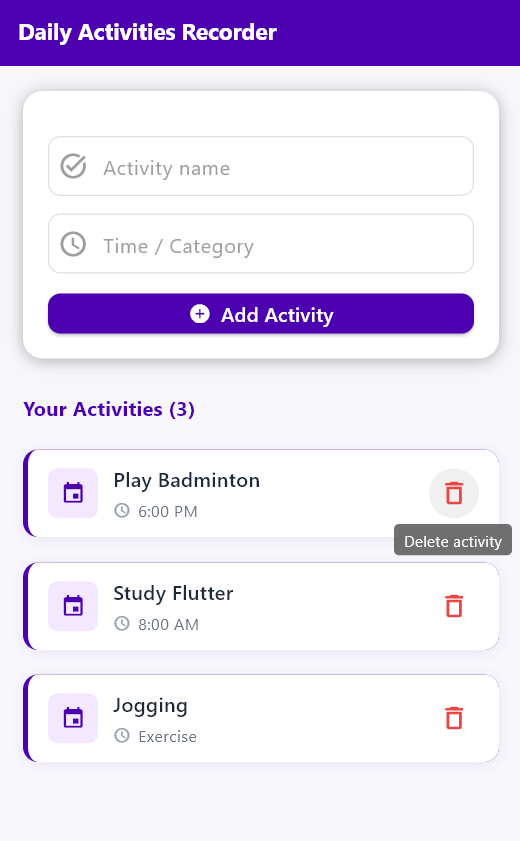 Daily Activities Recorder
Activity name
Time / Category
Add Activity
Your Activities (3)
Play Badminton
6:00 PM
Delete activity
Study Flutter
8:00 AM
Jogging
Exercise